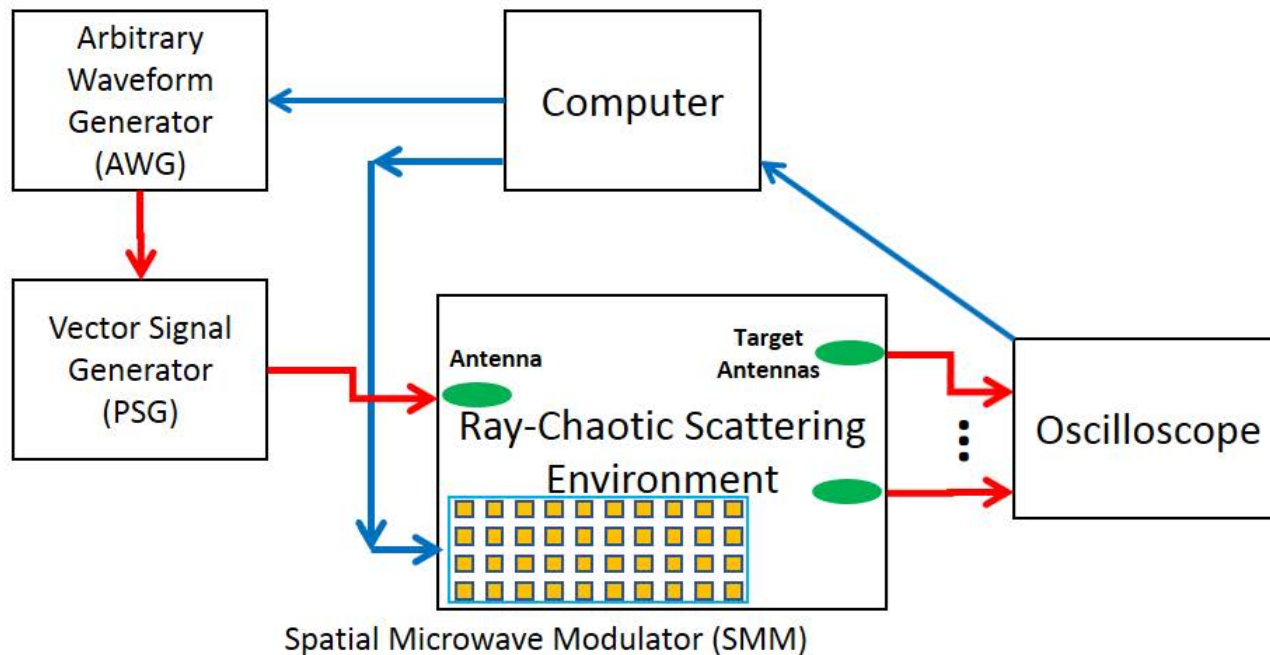 Arbitrary
Waveform
Generator
(AWG)
Computer
Vector Signal
Generator
(PSG)
Antenna
Target
Antennas
Ray-Chaotic Scattering
Environment
Oscilloscope
Spatial Microwave Modulator (SMM)